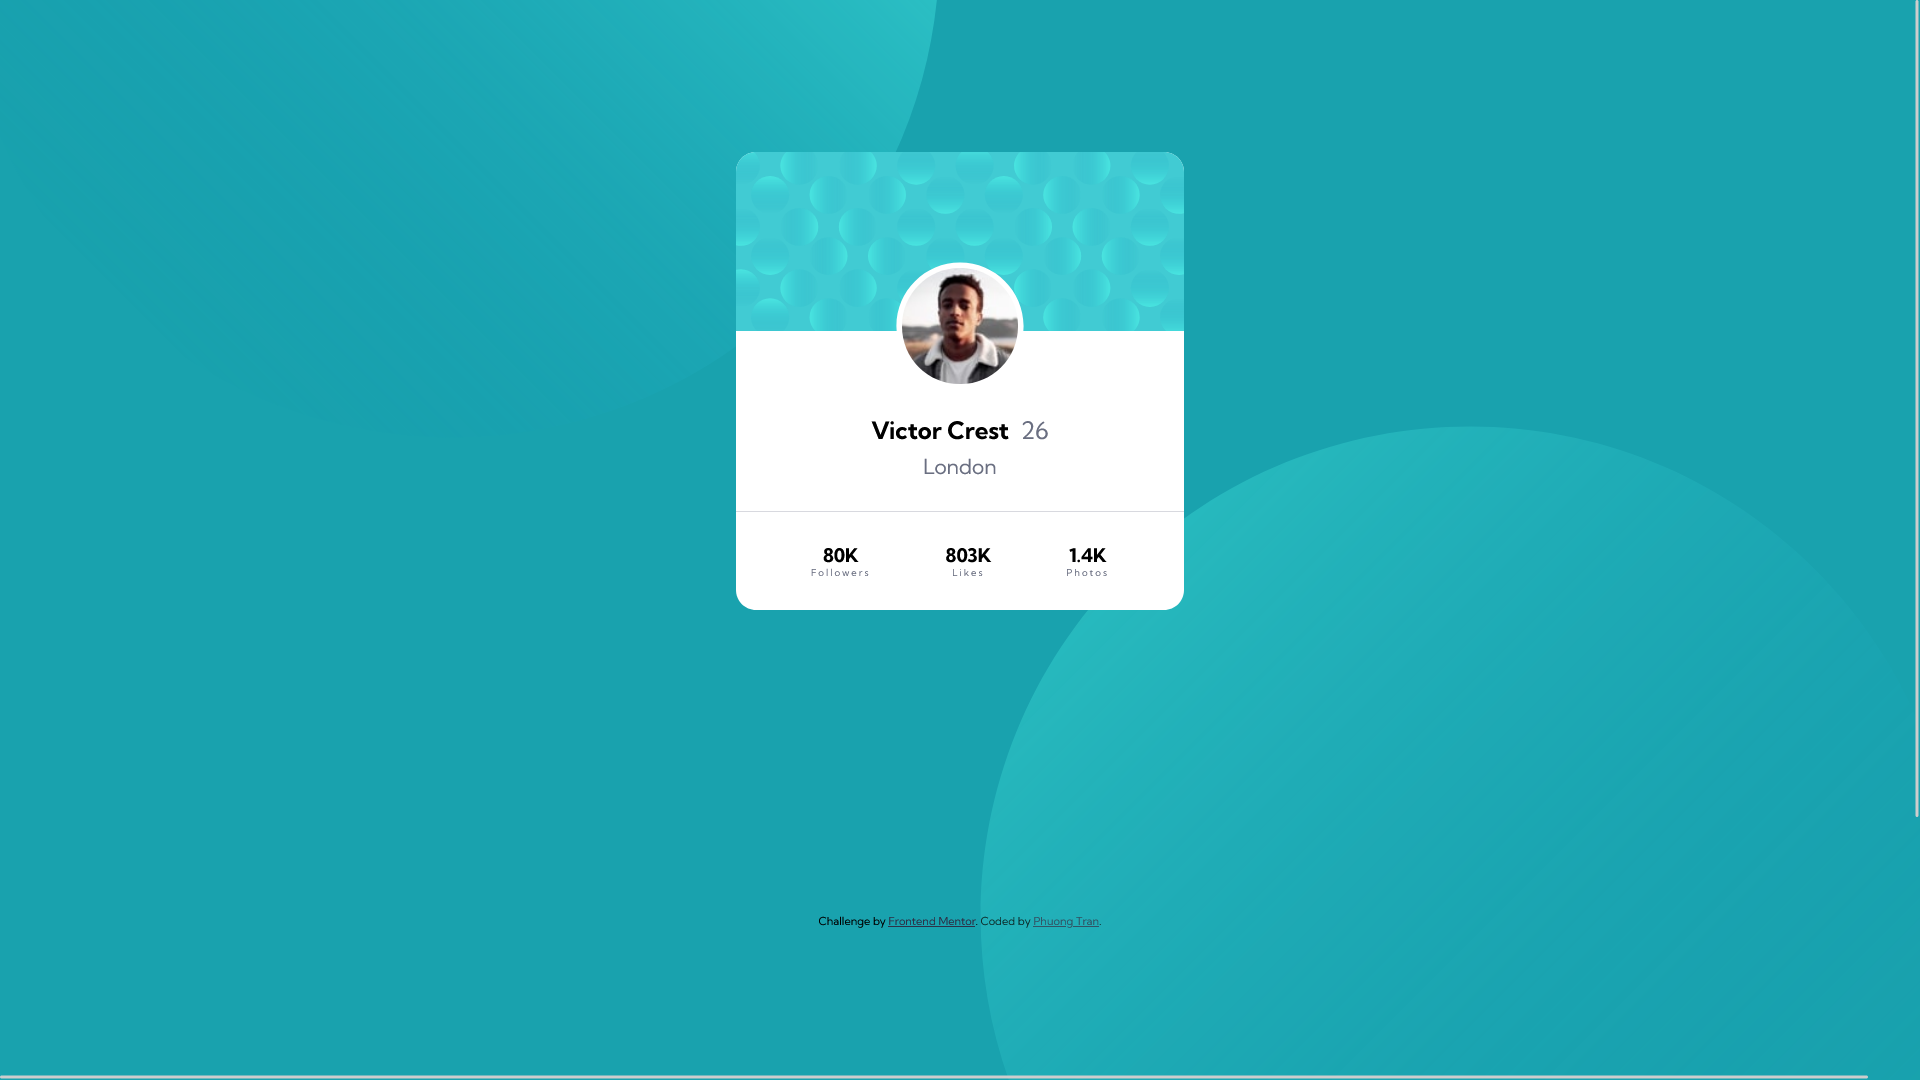 Victor Crest 26
London
80K 803K 1.4K
Followers Likes Photos
Challenge by Frontend Mentor. Coded by Phuong Tran.